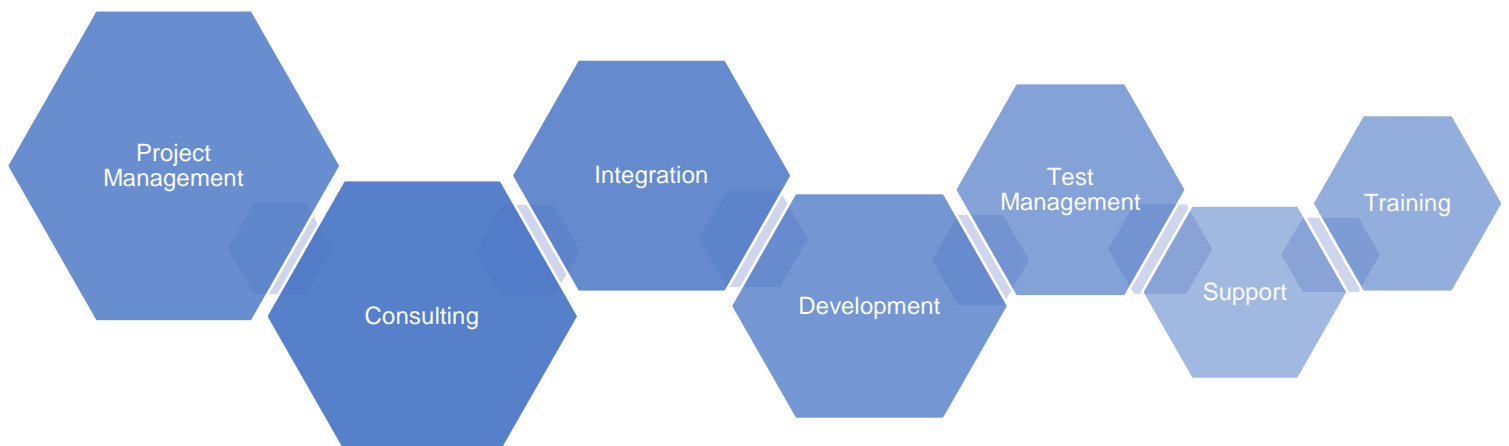 Project
Management
Consulting
Integration
Development
Test
Management
Support
Training